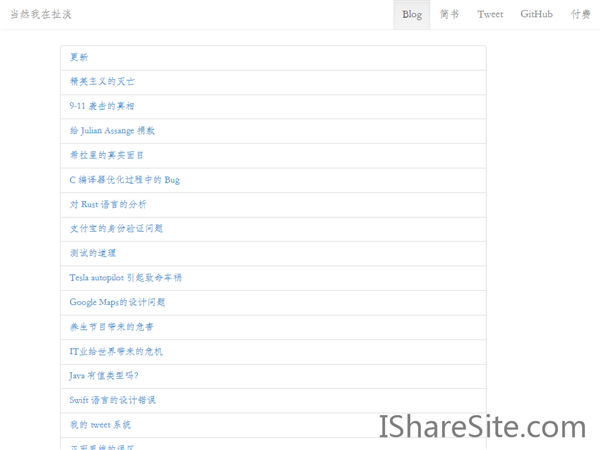 当然我在扯淡
Blog 简书 Tweet GitHub 付费
更新
精英主义的灭亡
9-11 袭击的真相
给 Julian Assange 捐款
希拉里的真实面目
C 编译器优化过程中的 Bug
对 Rust 语言的分析
支付宝的身份验证问题
测试的道理
Tesla autopilot 引起致命车祸
Google Maps的设计问题
养生节目带来的危害
IT业给世界带来的危机
Java 有值类型吗?
Swift 语言的设计错误
我的 tweet 系统
IShareSite.com